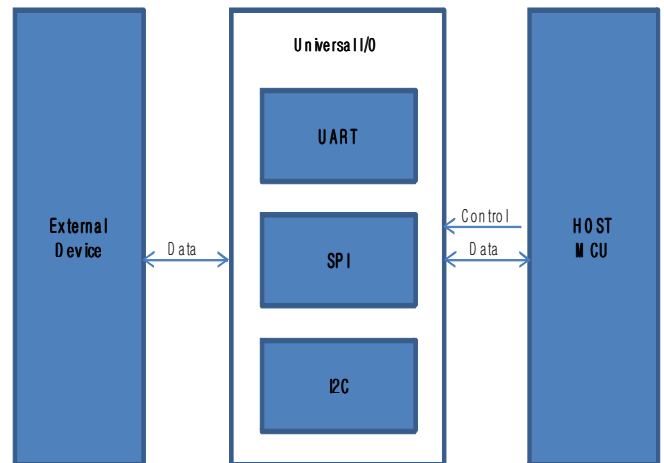 Universal I/O
UART
External
Device
Data
SPI
Control
Data
HOST
MCU
I2C